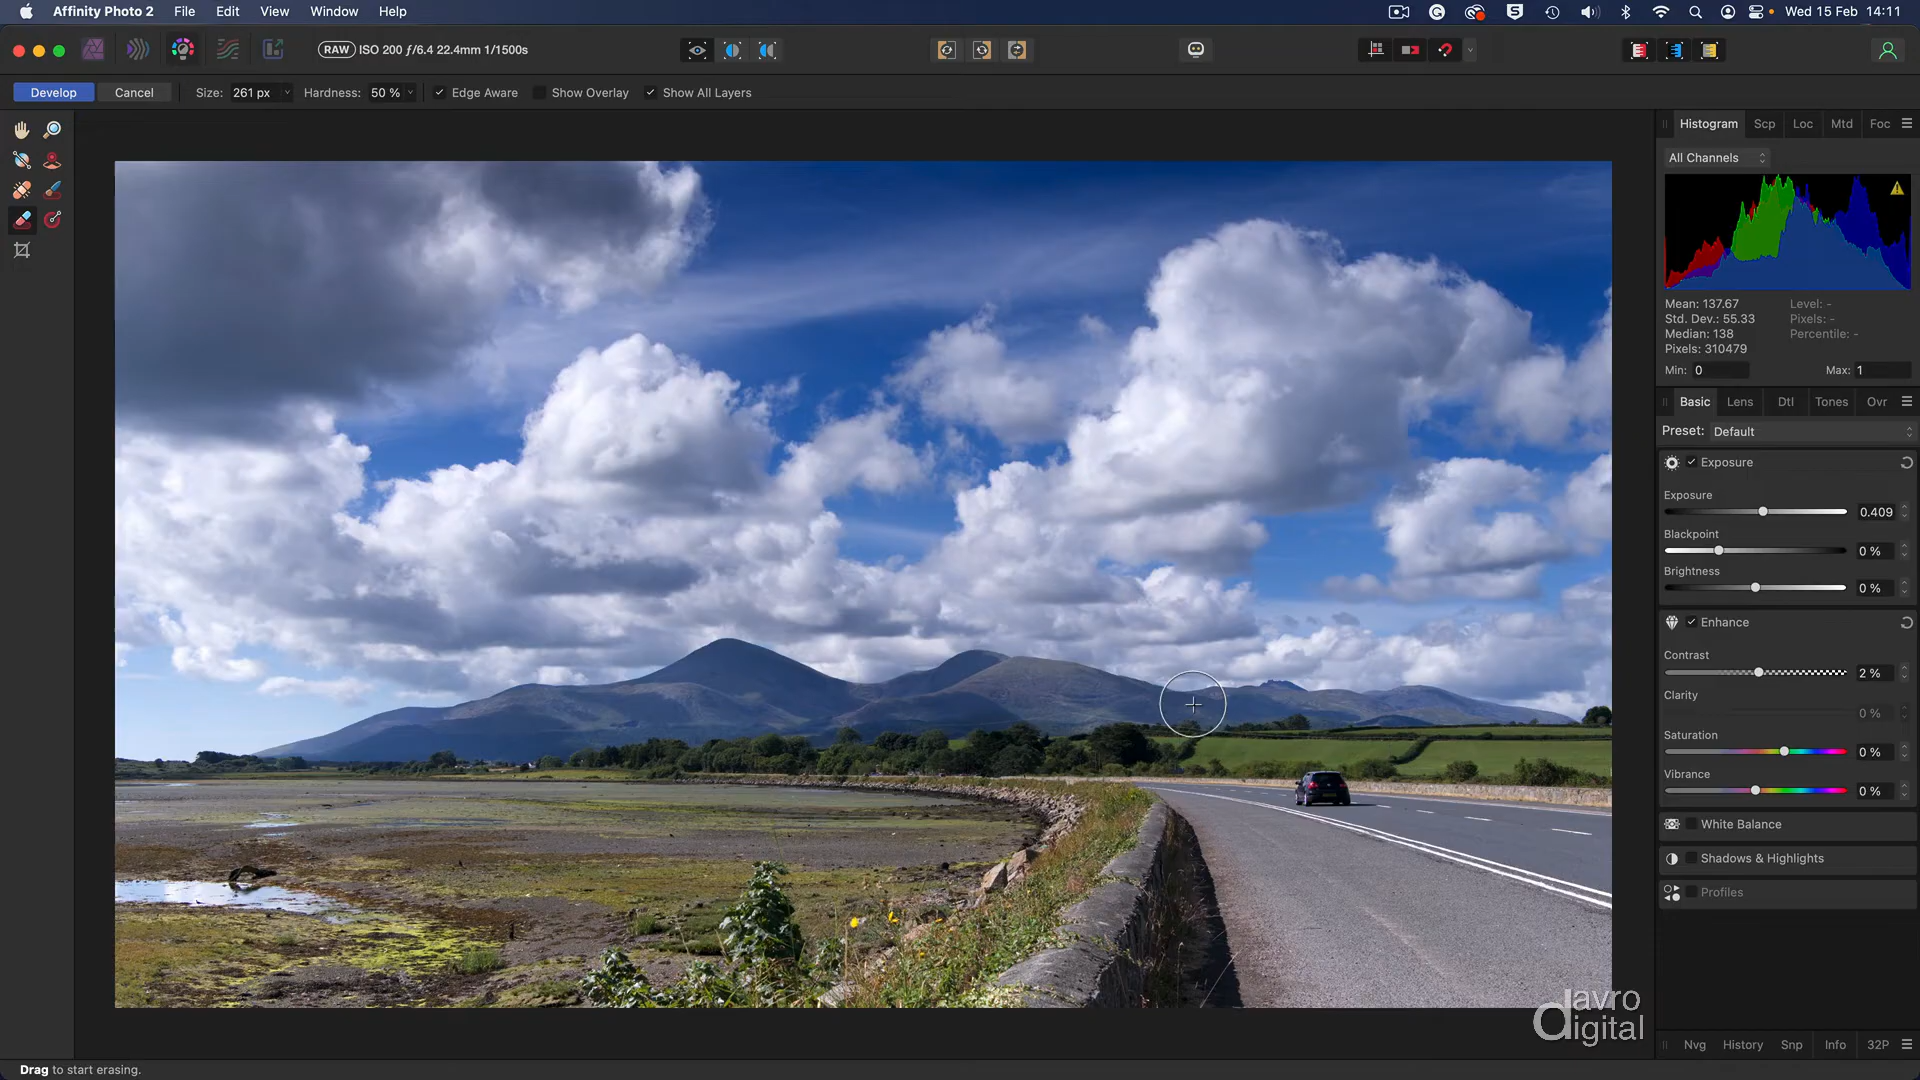 Affinity Photo 2 File Edit View Window Help Wed 15 Feb 14:11
RAW ISO 200 ƒ/6.4 22.4mm 1/1500s
Develop Cancel Size: 261 px Hardness: 50 % Edge Aware Show Overlay Show All Layers
Histogram Scp Loc Mtd Foc
All Channels
Mean: 137.67 Level: -
Std. Dev.: 55.33 Pixels: -
Median: 138 Percentile: -
Pixels: 310479
Min: 0 Max: 1
Basic Lens Dtl Tones Ovr
Preset: Default
Exposure
Exposure
0.409
Blackpoint
0 %
Brightness
0 %
Enhance
Contrast
2 %
Clarity
0 %
Saturation
0 %
Vibrance
0 %
White Balance
Shadows & Highlights
Profiles
davro
digital
Nvg History Snp Info 32P
Drag to start erasing.